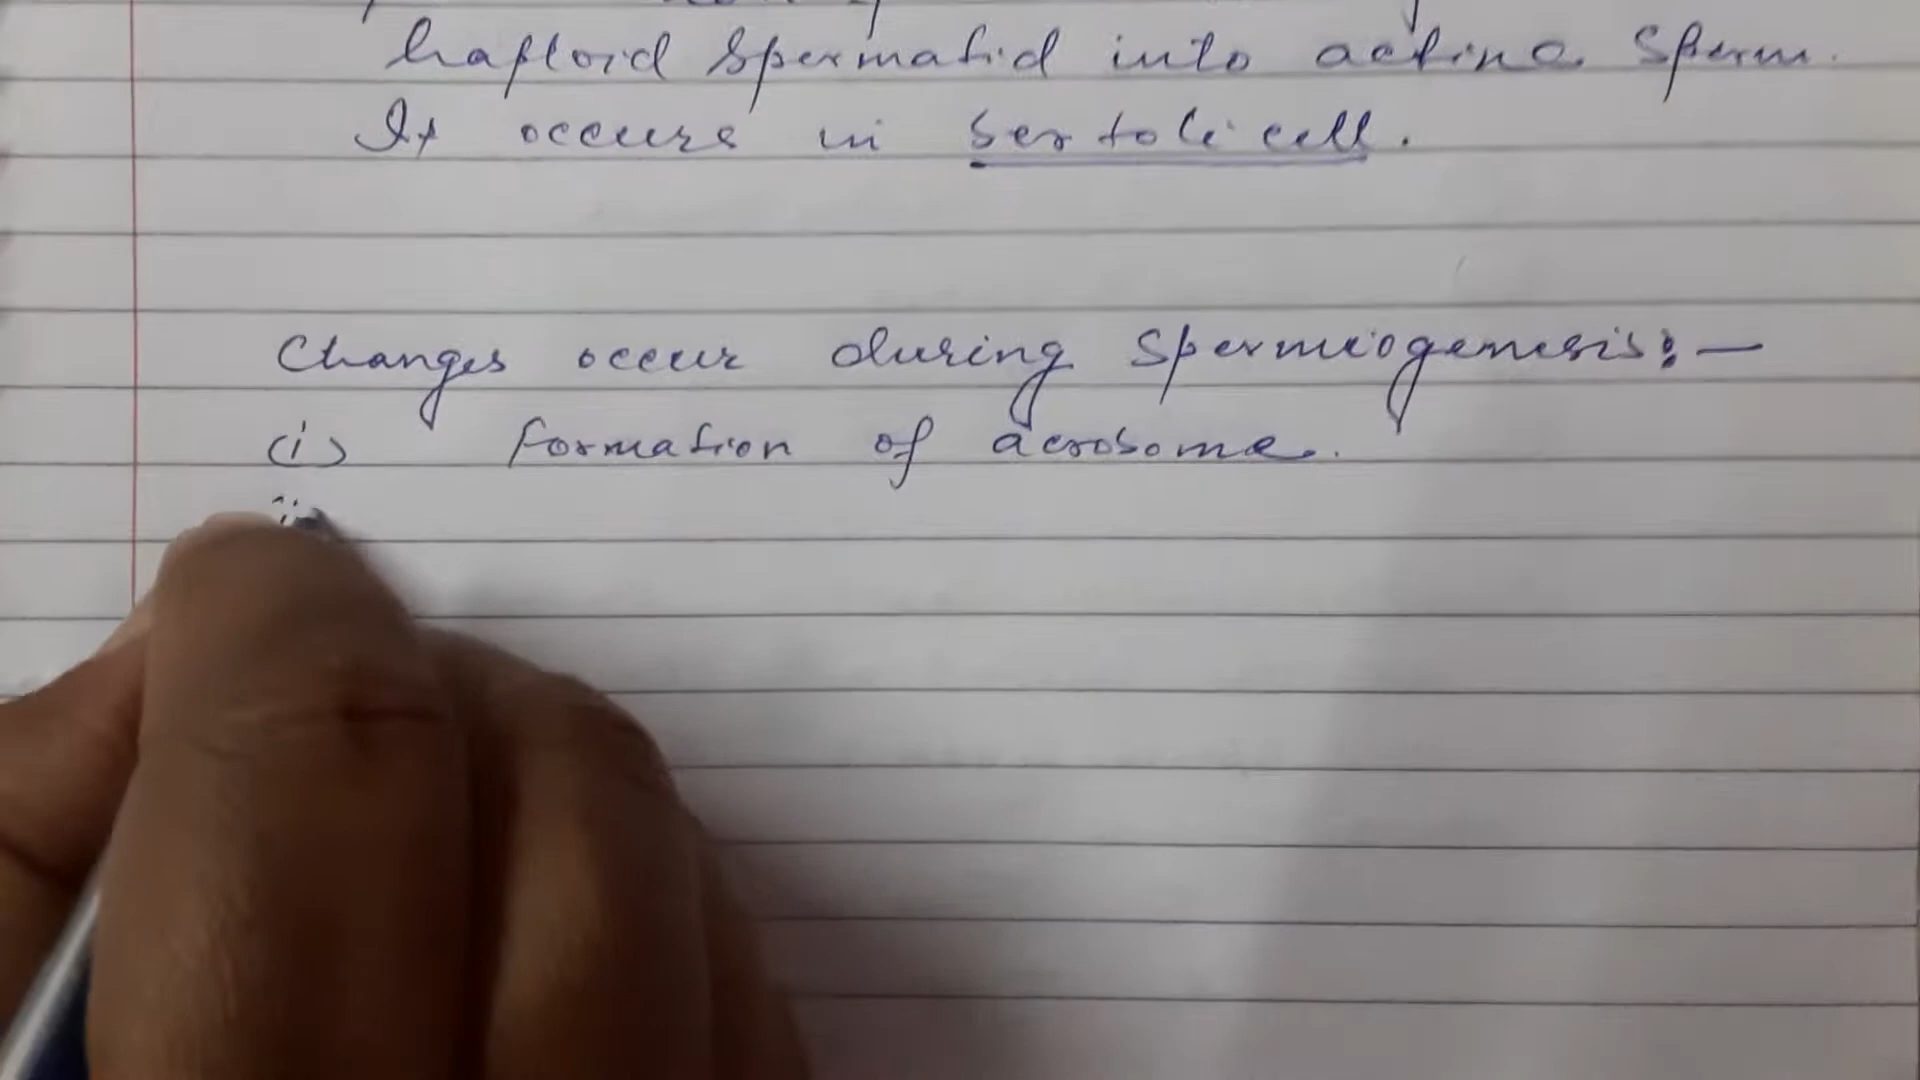 haploid spermatid into active sperm.
It occurs in sertoli cell.
Changes occur during spermiogenesis:-
(i) Formation of acrosome.